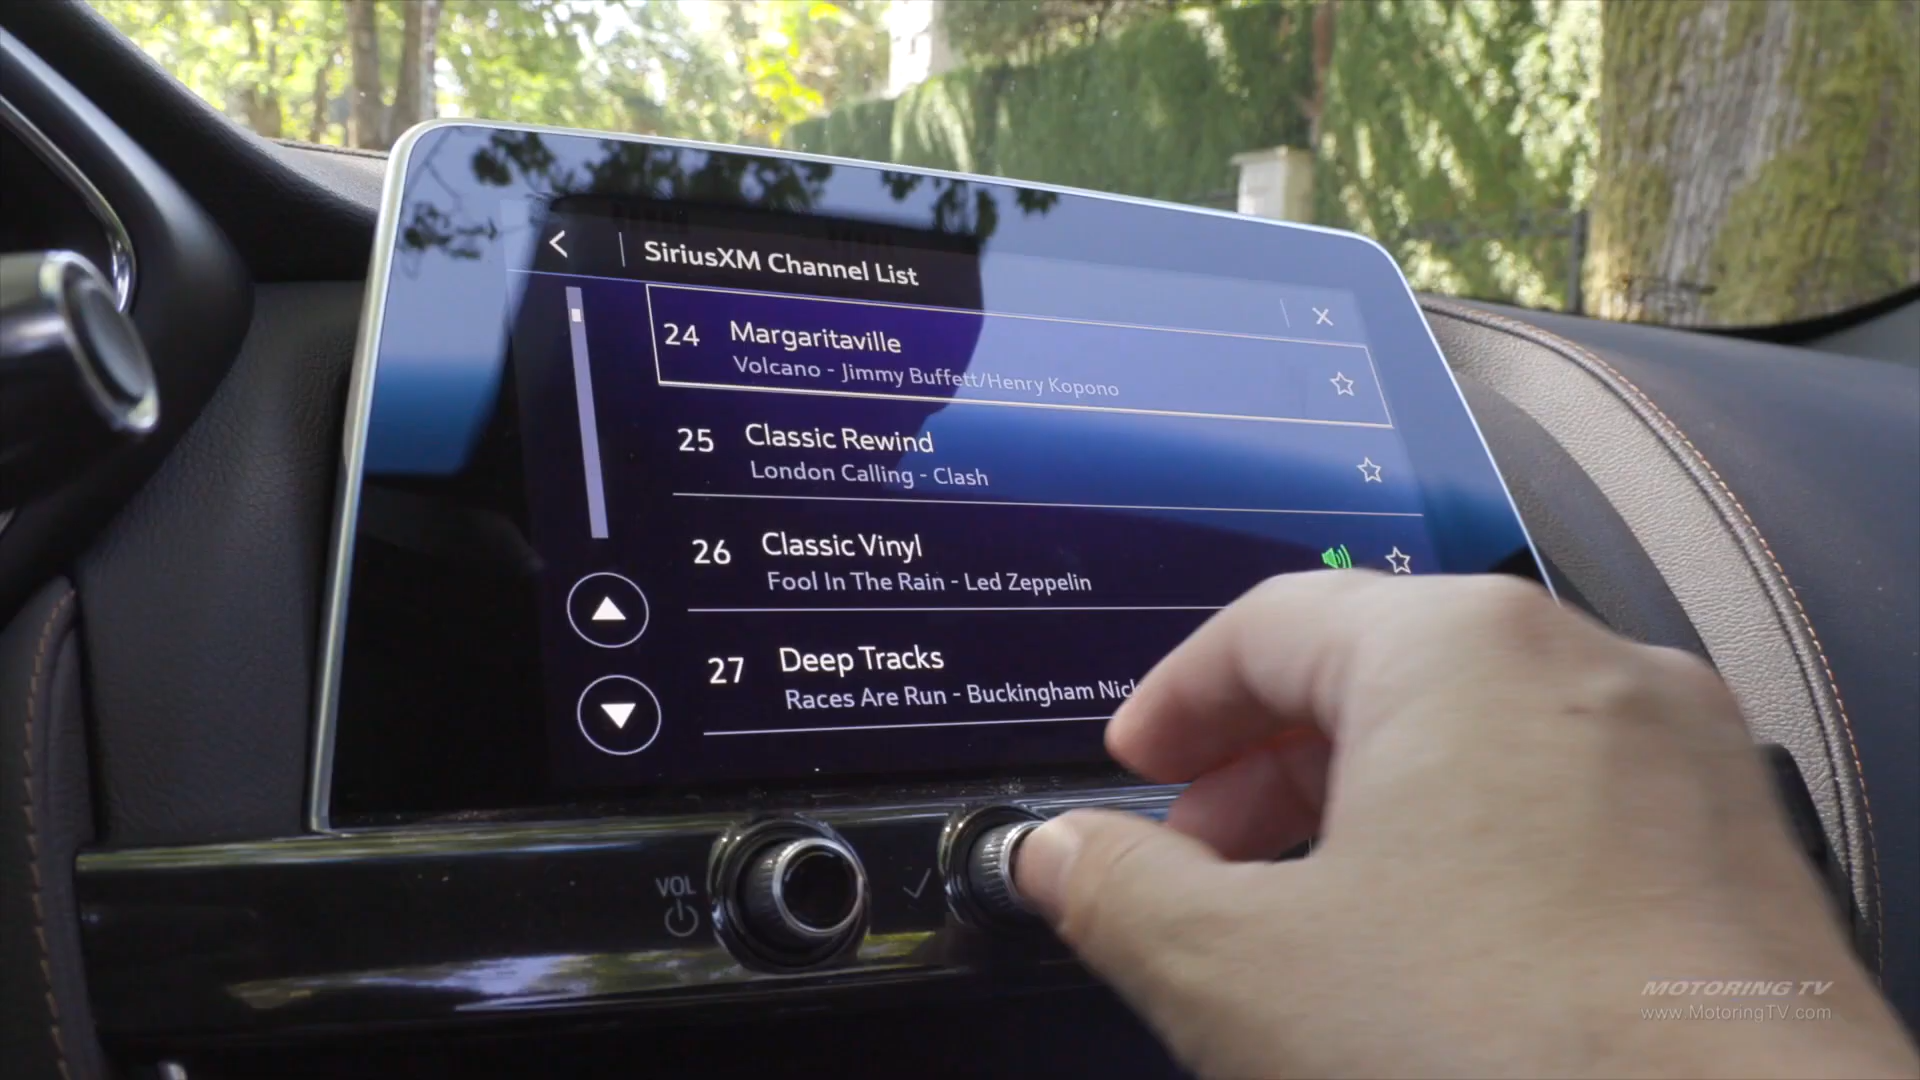 SiriusXM Channel List
24 Margaritaville
Volcano - Jimmy Buffett/Henry Kopono
25 Classic Rewind
London Calling - Clash
26 Classic Vinyl
Fool In The Rain - Led Zeppelin
27 Deep Tracks
Races Are Run - Buckingham Nick
VOL
MOTORING TV
www.MotoringTV.com